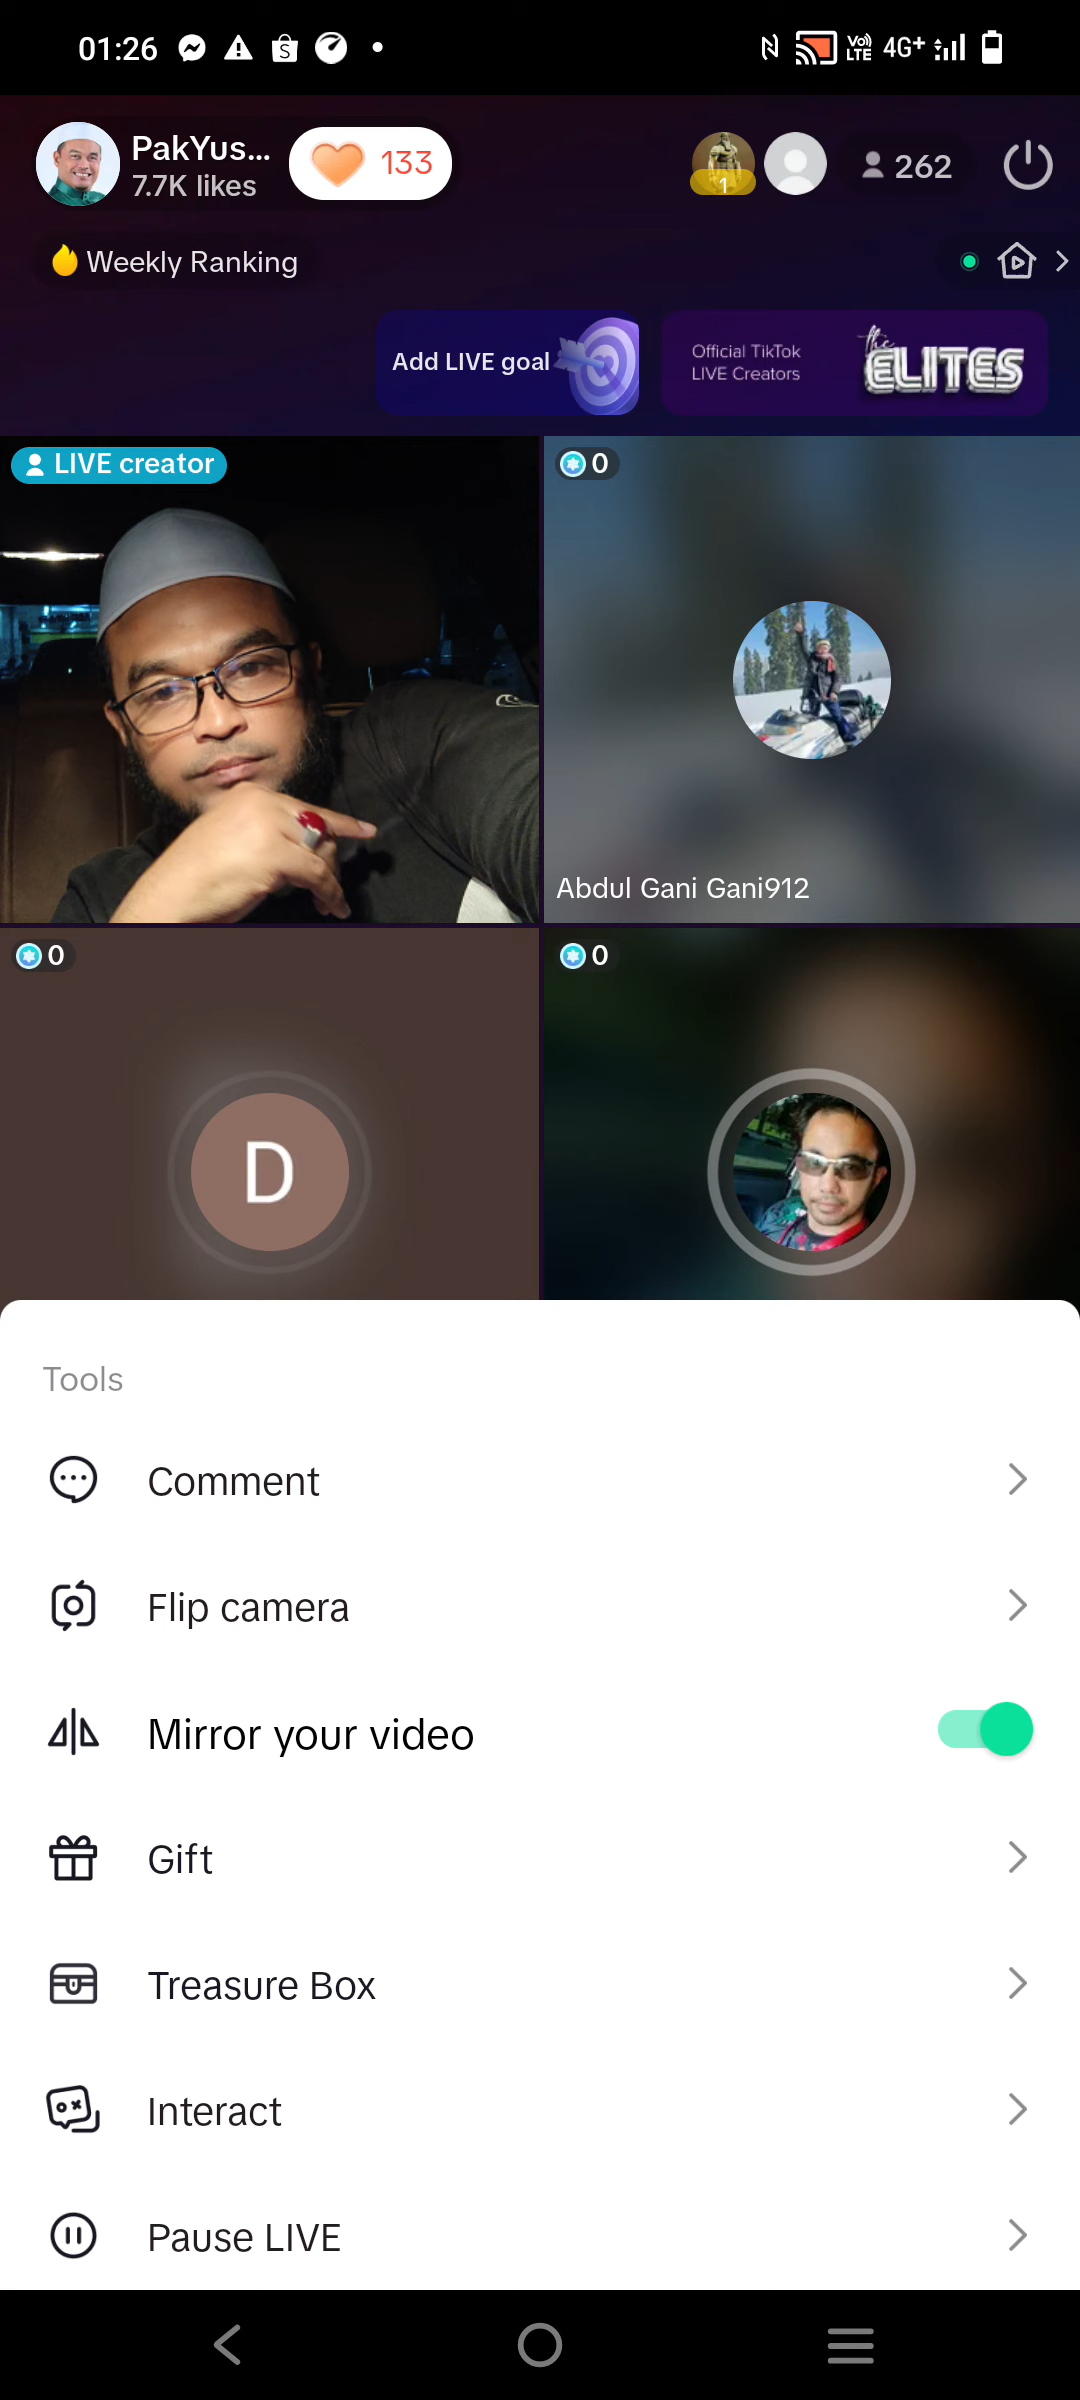 01:26
4G+
PakYus...
7.7K likes
133
1
262
Weekly Ranking
Add LIVE goal
Official TikTok
LIVE Creators
the
ELITES
LIVE creator
0
Abdul Gani Gani912
0
0
D
Tools
Comment
Flip camera
Mirror your video
Gift
Treasure Box
Interact
Pause LIVE